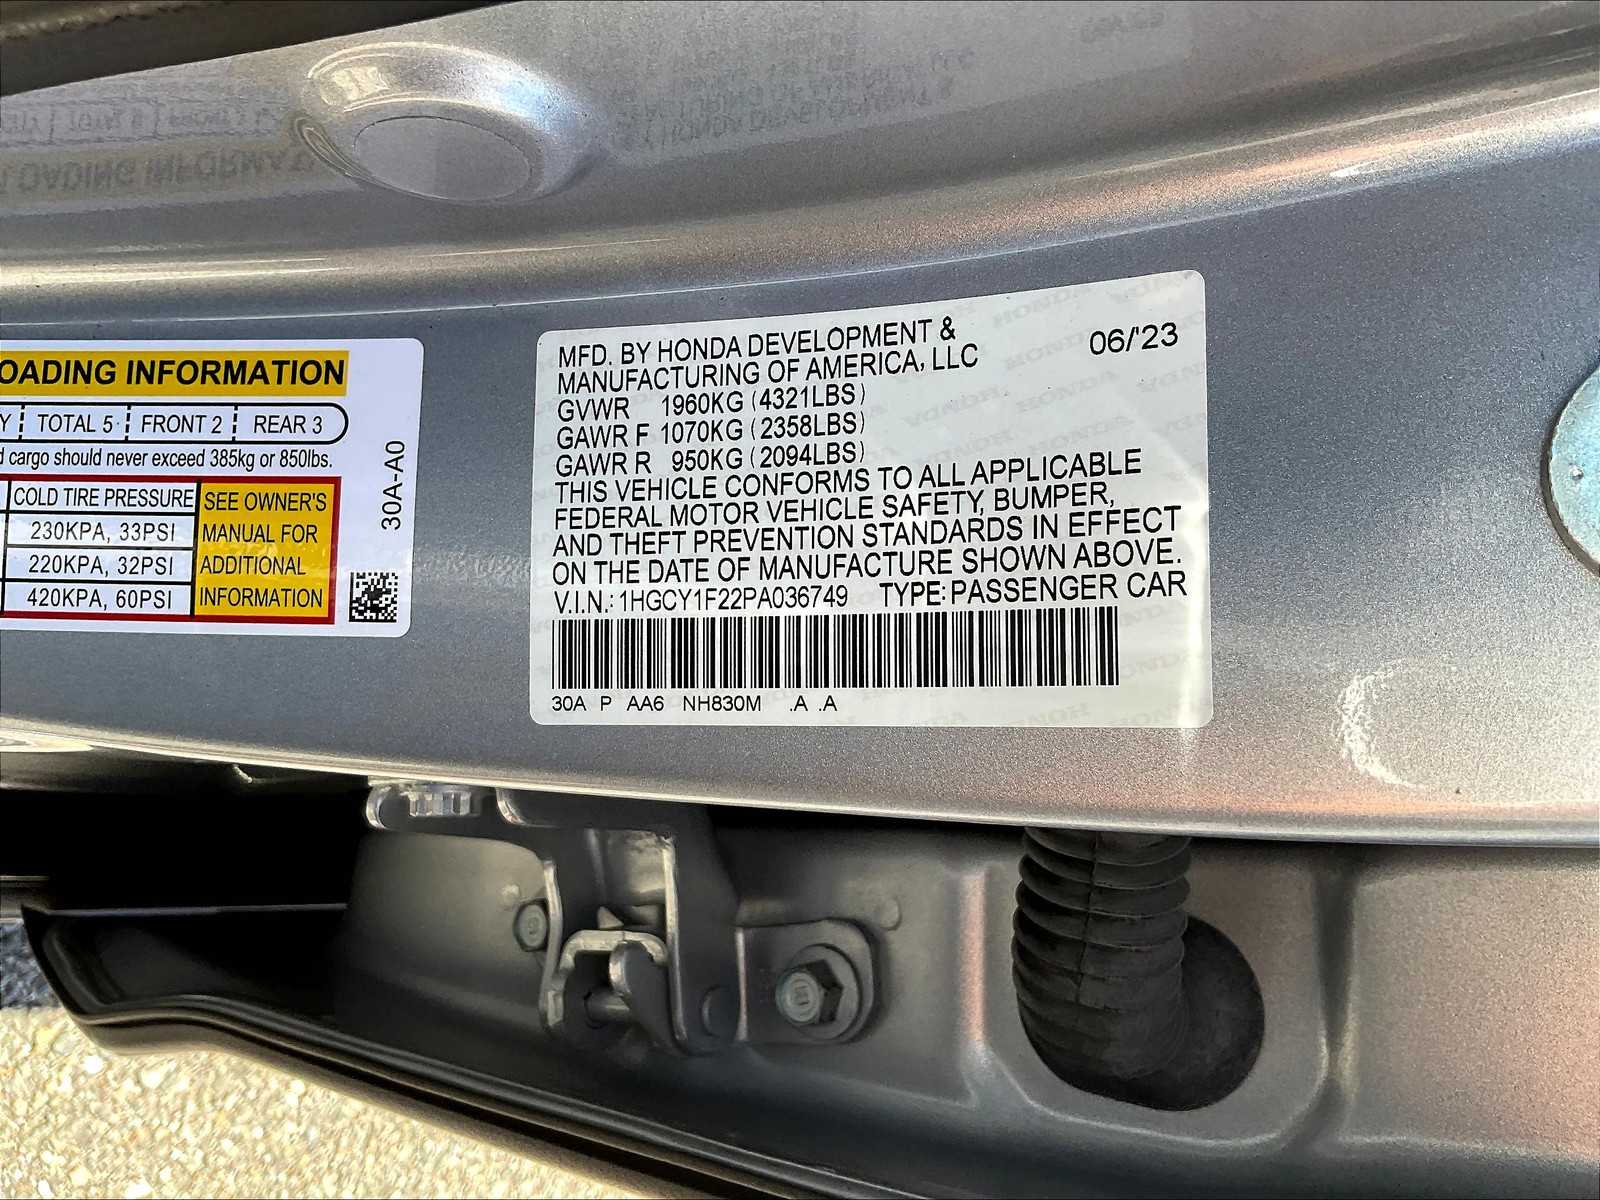 OADING INFORMATION
Y TOTAL 5 FRONT 2 REAR 3
d cargo should never exceed 385kg or 850lbs.
COLD TIRE PRESSURE
230KPA, 33PSI
220KPA, 32PSI
420KPA, 60PSI
SEE OWNER'S
MANUAL FOR
ADDITIONAL
INFORMATION
30A-A0
MFD. BY HONDA DEVELOPMENT &
MANUFACTURING OF AMERICA, LLC
06/'23
GVWR 1960KG (4321LBS)
GAWR F 1070KG (2358LBS)
GAWR R 950KG (2094LBS)
THIS VEHICLE CONFORMS TO ALL APPLICABLE
FEDERAL MOTOR VEHICLE SAFETY, BUMPER,
AND THEFT PREVENTION STANDARDS IN EFFECT
ON THE DATE OF MANUFACTURE SHOWN ABOVE.
V.I.N.: 1HGCY1F22PA036749 TYPE: PASSENGER CAR
30A P AA6 NH830M .A .A